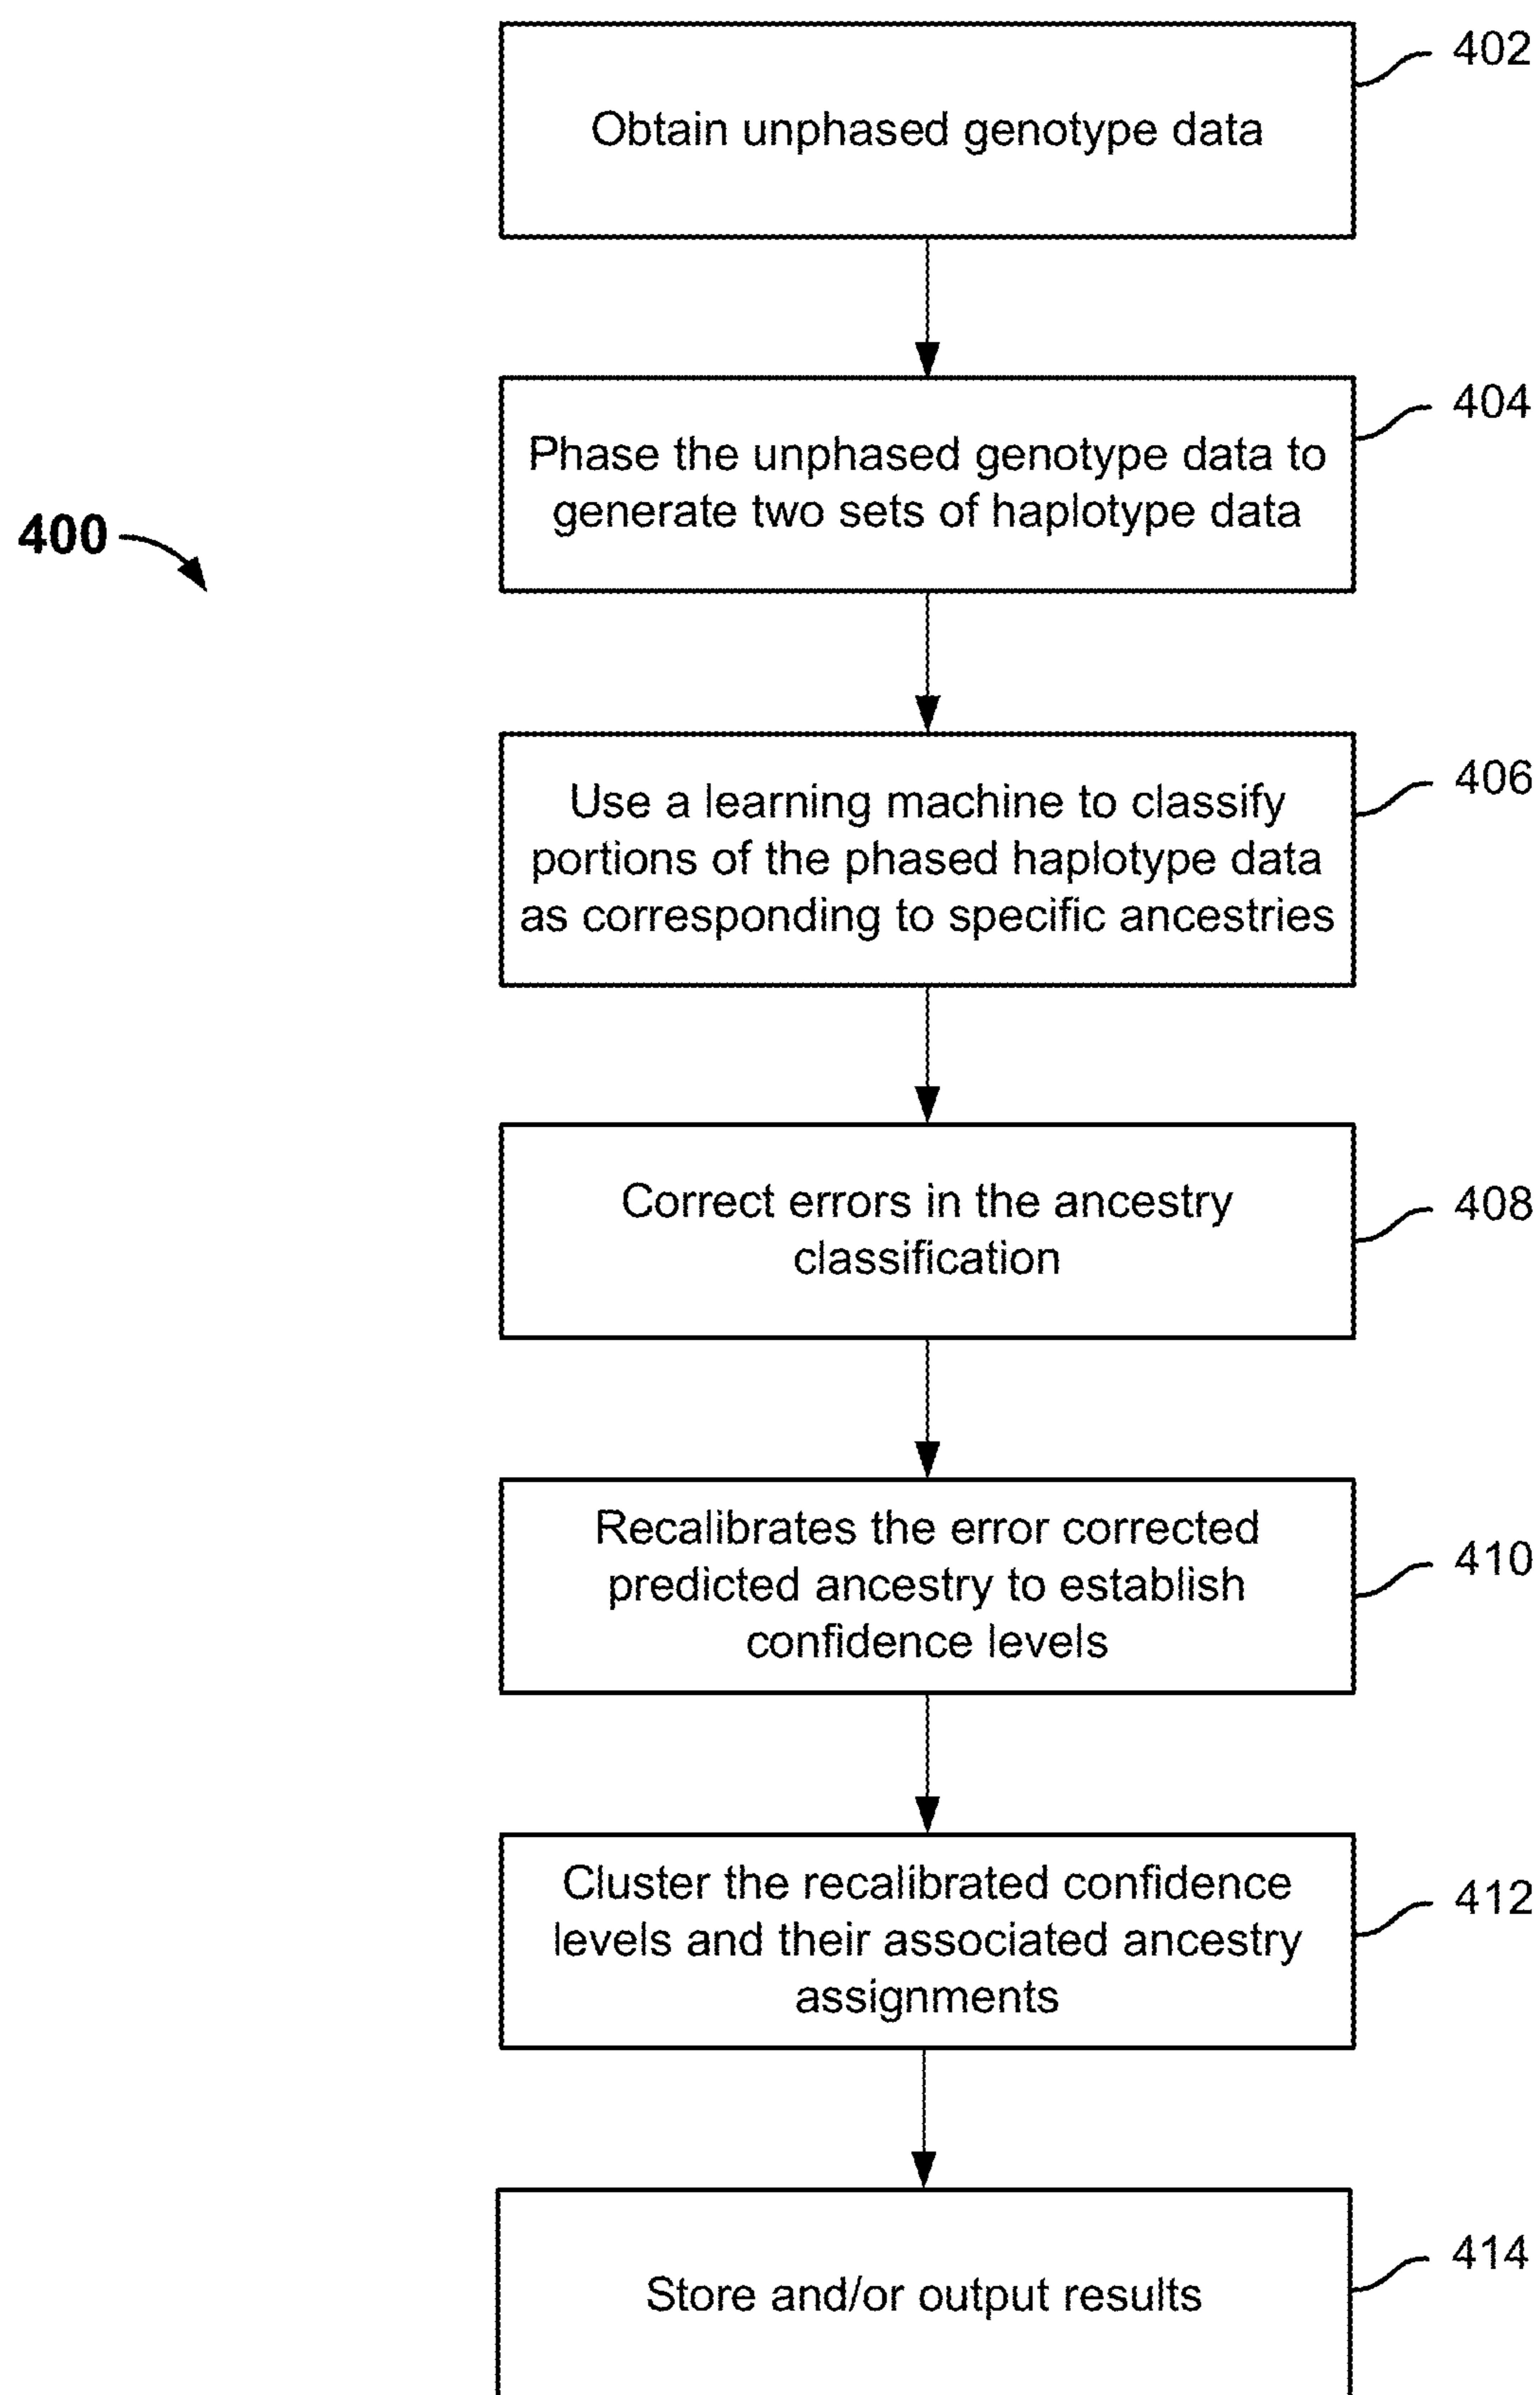 402
Obtain unphased genotype data
404
Phase the unphased genotype data to
generate two sets of haplotype data
400
406
Use a learning machine to classify
portions of the phased haplotype data
as corresponding to specific ancestries
408
Correct errors in the ancestry
classification
410
Recalibrates the error corrected
predicted ancestry to establish
confidence levels
412
Cluster the recalibrated confidence
levels and their associated ancestry
assignments
414
Store and/or output results